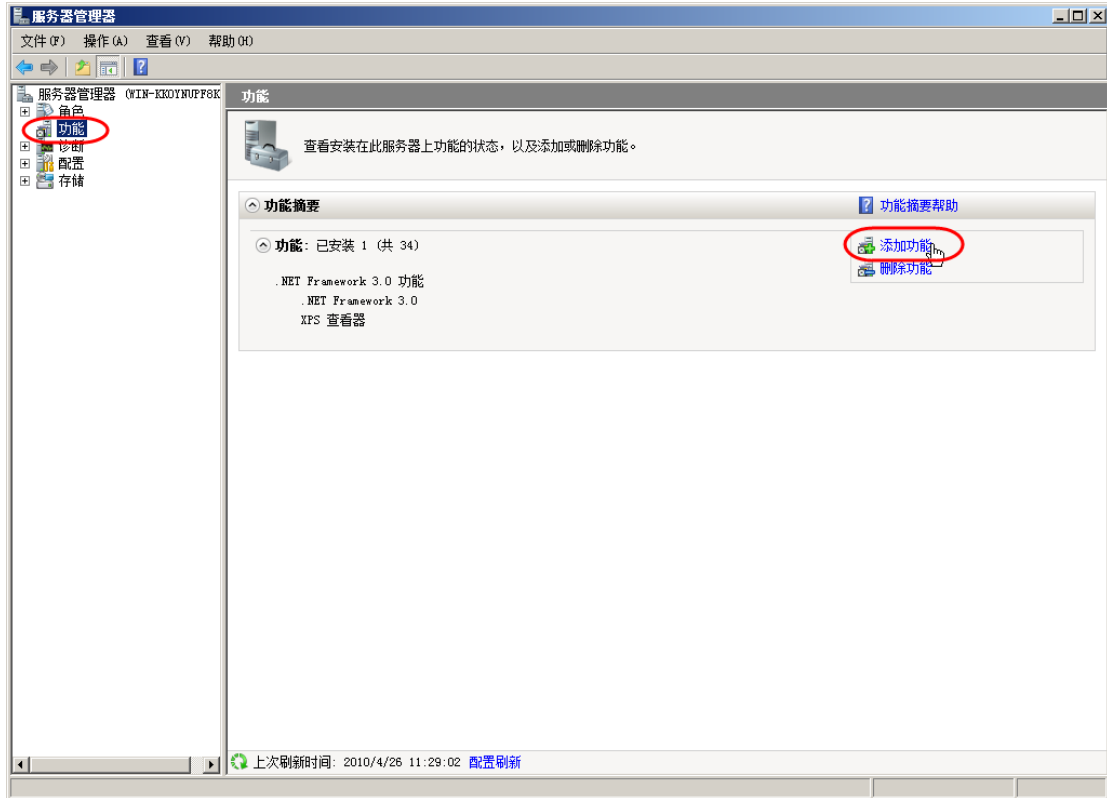 服务器管理器
文件(F) 操作(A) 查看(V) 帮助(H)
服务器管理器 (WIN-KKOYNUPF8K
角色
功能
诊断
配置
存储
功能
查看安装在此服务器上功能的状态，以及添加或删除功能。
功能摘要
功能摘要帮助
功能: 已安装 1 (共 34)
添加功能
删除功能
.NET Framework 3.0 功能
.NET Framework 3.0
XPS 查看器
上次刷新时间: 2010/4/26 11:29:02 配置刷新